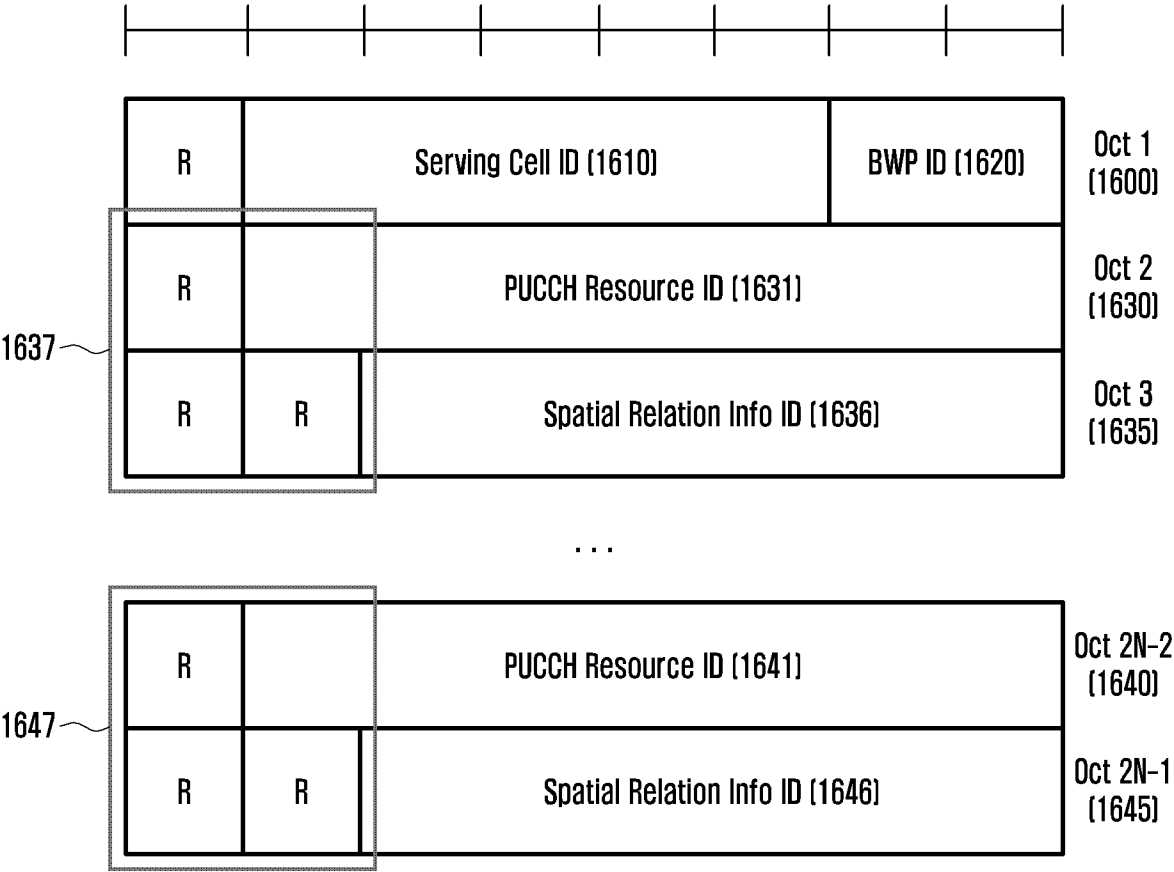 R Serving Cell ID (1610) BWP ID (1620) Oct 1
(1600)
R PUCCH Resource ID (1631) Oct 2
(1630)
1637
R R Spatial Relation Info ID (1636) Oct 3
(1635)
...
R PUCCH Resource ID (1641) Oct 2N-2
(1640)
1647
R R Spatial Relation Info ID (1646) Oct 2N-1
(1645)